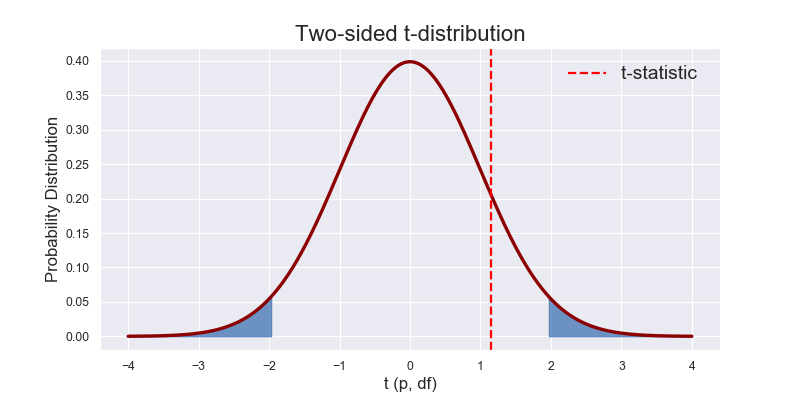 Two-sided t-distribution
t-statistic
Probability Distribution
0.40
0.35
0.30
0.25
0.20
0.15
0.10
0.05
0.00
−4 −3 −2 −1 0 1 2 3 4
t (p, df)